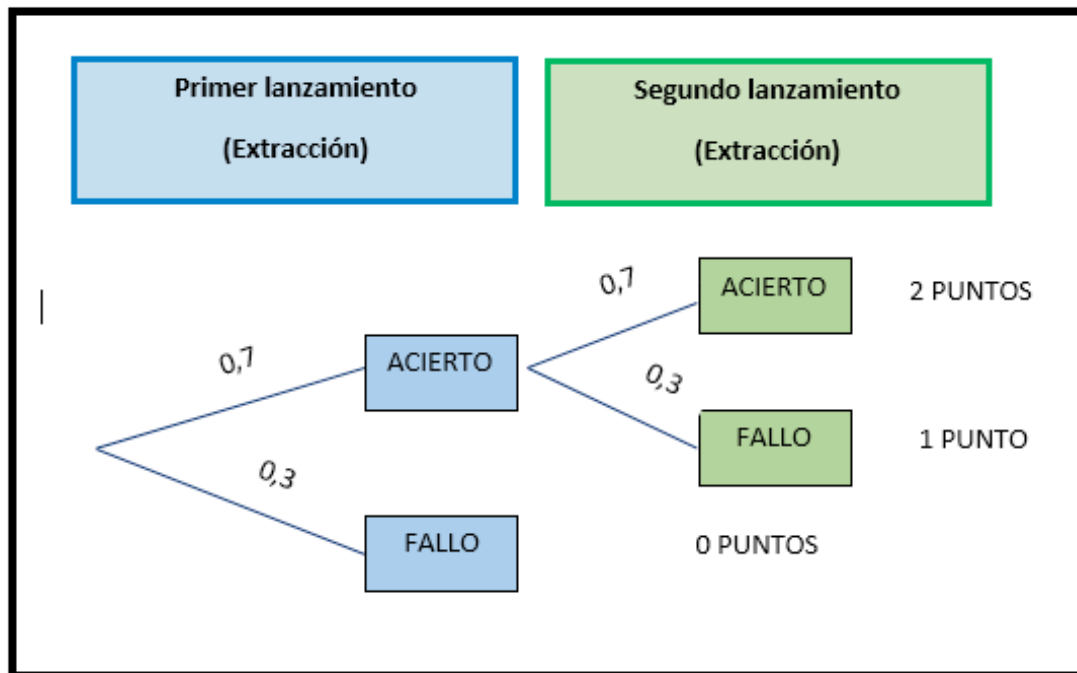 Primer lanzamiento
(Extracción)
Segundo lanzamiento
(Extracción)
0,7
ACIERTO
0,3
FALLO
0 PUNTOS
0,7
ACIERTO
2 PUNTOS
0,3
FALLO
1 PUNTO